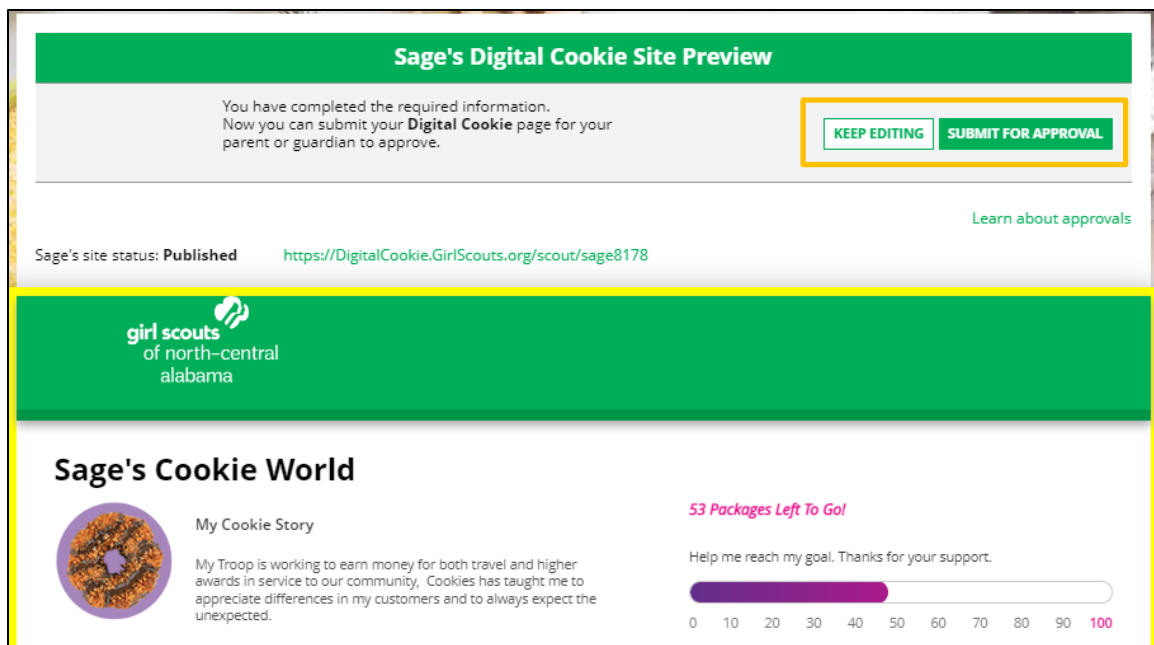 Sage's Digital Cookie Site Preview
You have completed the required information.
Now you can submit your Digital Cookie page for your
parent or guardian to approve.
KEEP EDITING
SUBMIT FOR APPROVAL
Learn about approvals
Sage's site status: Published
https://DigitalCookie.GirlScouts.org/scout/sage8178
girl scouts
of north-central
alabama
Sage's Cookie World
My Cookie Story
My Troop is working to earn money for both travel and higher
awards in service to our community, Cookies has taught me to
appreciate differences in my customers and to always expect the
unexpected.
53 Packages Left To Go!
Help me reach my goal. Thanks for your support.
0 10 20 30 40 50 60 70 80 90 100